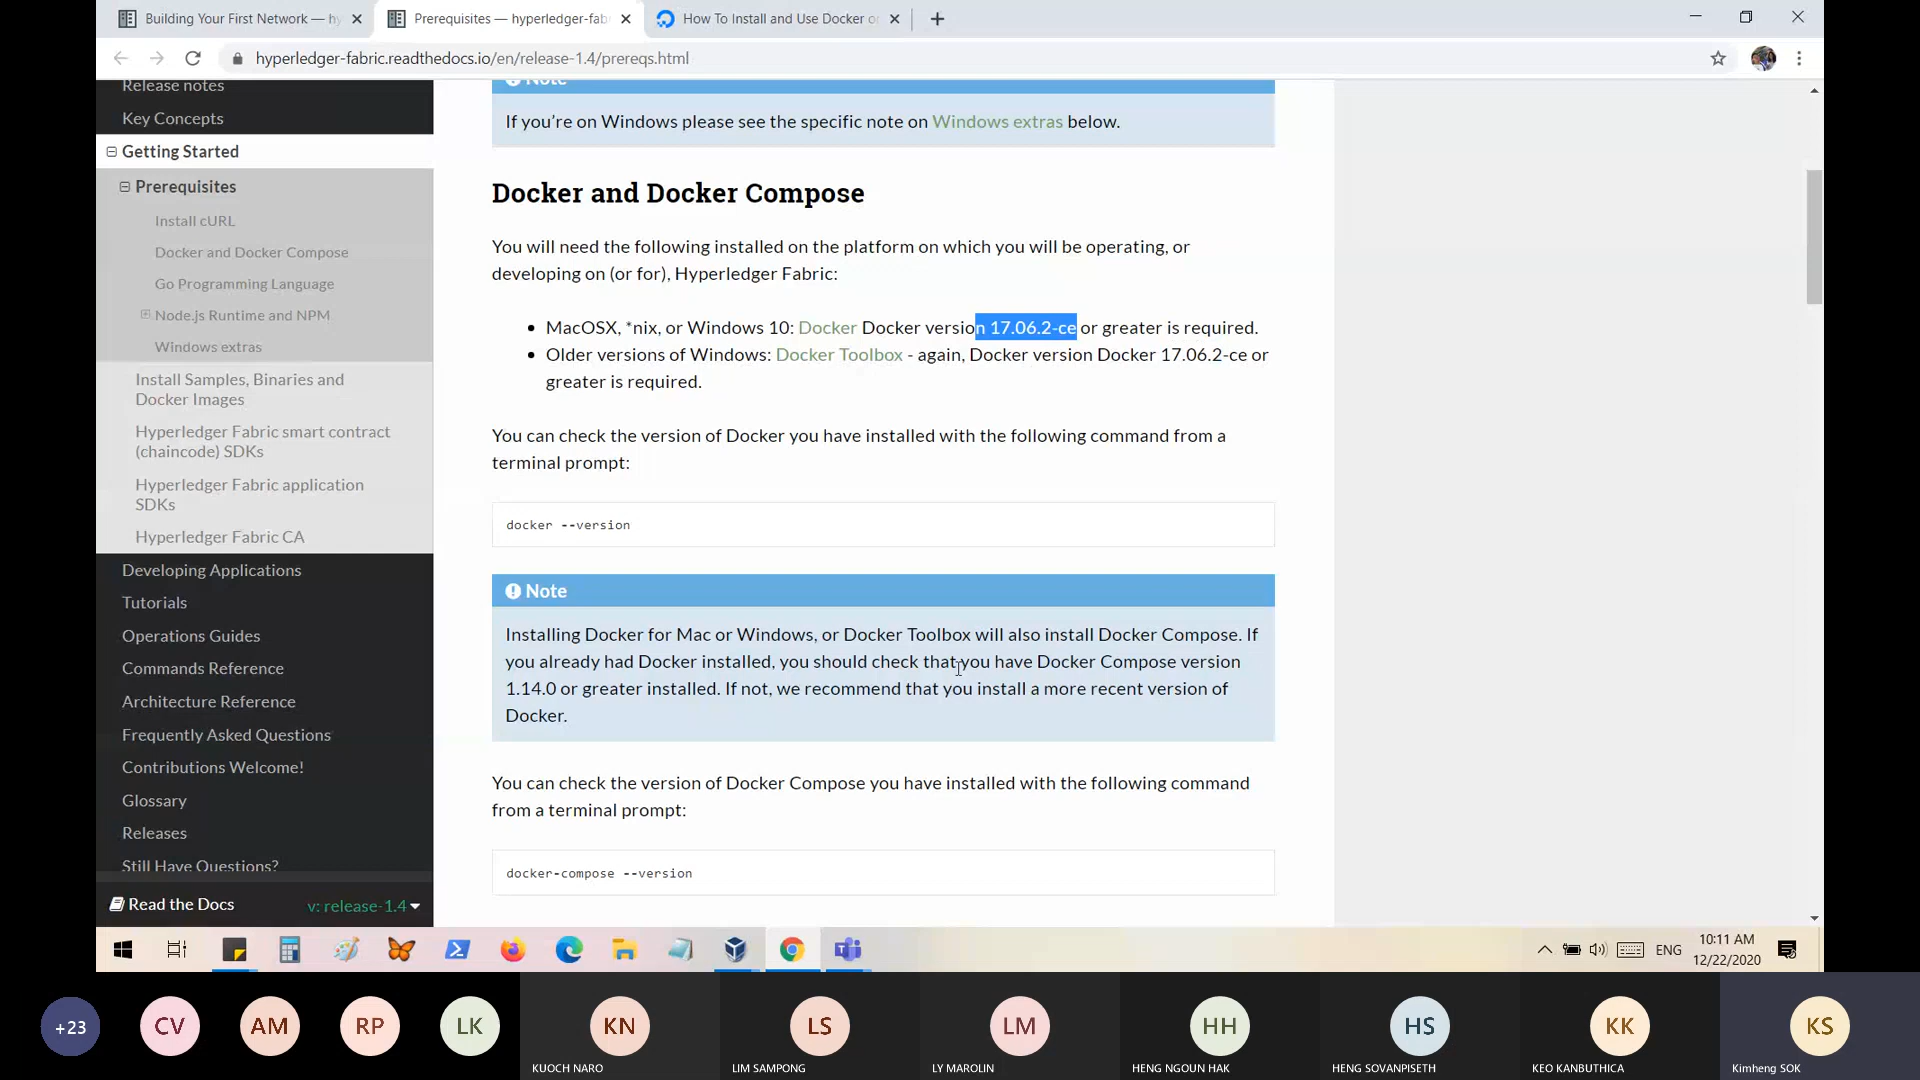 Building Your First Network — hy
Prerequisites — hyperledger-fab
How To Install and Use Docker o
hyperledger-fabric.readthedocs.io/en/release-1.4/prereqs.html
Release notes
Key Concepts
Getting Started
Prerequisites
Install cURL
Docker and Docker Compose
Go Programming Language
Node.js Runtime and NPM
Windows extras
Install Samples, Binaries and
Docker Images
Hyperledger Fabric smart contract
(chaincode) SDKs
Hyperledger Fabric application
SDKs
Hyperledger Fabric CA
Developing Applications
Tutorials
Operations Guides
Commands Reference
Architecture Reference
Frequently Asked Questions
Contributions Welcome!
Glossary
Releases
Still Have Questions?
Read the Docs
v: release-1.4
Note
If you’re on Windows please see the specific note on Windows extras below.
Docker and Docker Compose
You will need the following installed on the platform on which you will be operating, or
developing on (or for), Hyperledger Fabric:
• MacOSX, *nix, or Windows 10: Docker Docker version 17.06.2-ce or greater is required.
• Older versions of Windows: Docker Toolbox - again, Docker version Docker 17.06.2-ce or
greater is required.
You can check the version of Docker you have installed with the following command from a
terminal prompt:
docker --version
Note
Installing Docker for Mac or Windows, or Docker Toolbox will also install Docker Compose. If
you already had Docker installed, you should check that you have Docker Compose version
1.14.0 or greater installed. If not, we recommend that you install a more recent version of
Docker.
You can check the version of Docker Compose you have installed with the following command
from a terminal prompt:
docker-compose --version
ENG
10:11 AM
12/22/2020
+23
CV
AM
RP
LK
KN
KUOCH NARO
LS
LIM SAMPONG
LM
LY MAROLIN
HH
HENG NGOUN HAK
HS
HENG SOVANPISETH
KK
KEO KANBUTHICA
KS
Kimheng SOK